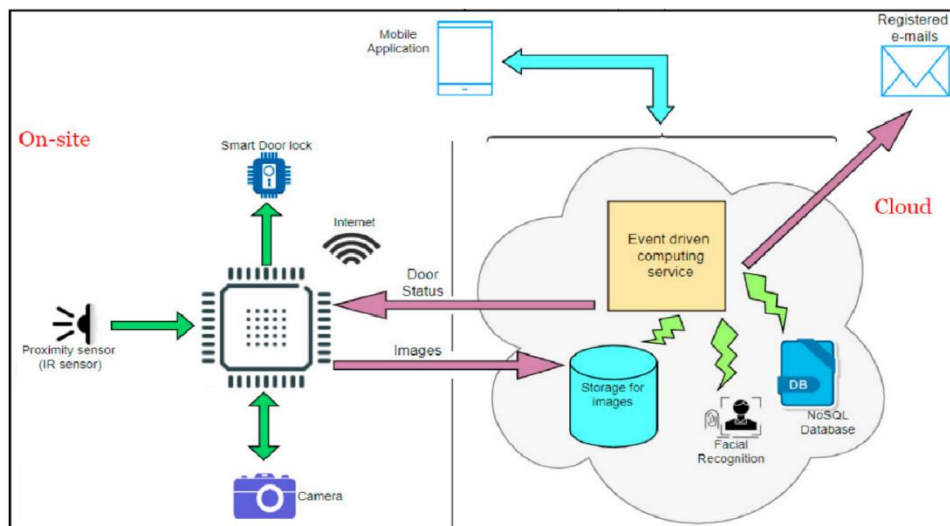 Mobile
Application
Registered
e-mails
On-site
Smart Door lock
Internet
Cloud
Event driven
computing
service
Door
Status
Proximity sensor
(IR sensor)
Images
Storage for
images
DB
NoSQL
Database
Facial
Recognition
Camera